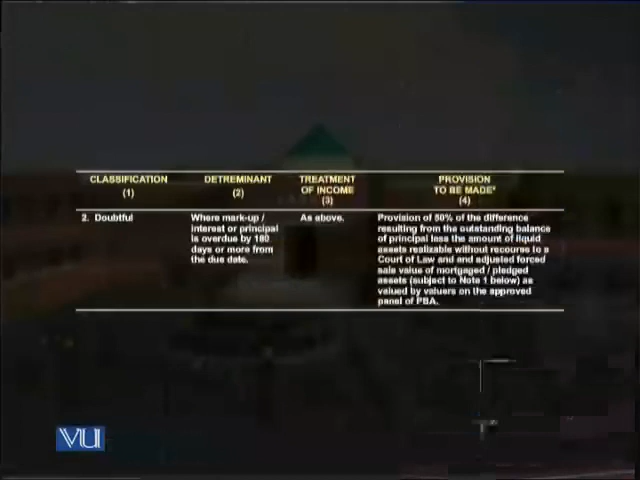 CLASSIFICATION DETREMINANT TREATMENT PROVISION
OF INCOME TO BE MADE*
(1) (2) (3) (4)
2. Doubtful Where mark-up / As above. Provision of 50% of the difference
interest or principal resulting from the outstanding balance
is overdue by 180 of principal less the amount of liquid
days or more from assets realizable without recourse to a
the due date. Court of Law and and adjusted forced
sale value of mortgaged / pledged
assets (subject to Note 1 below) as
valued by valuers on the approved
panel of PBA.
VU